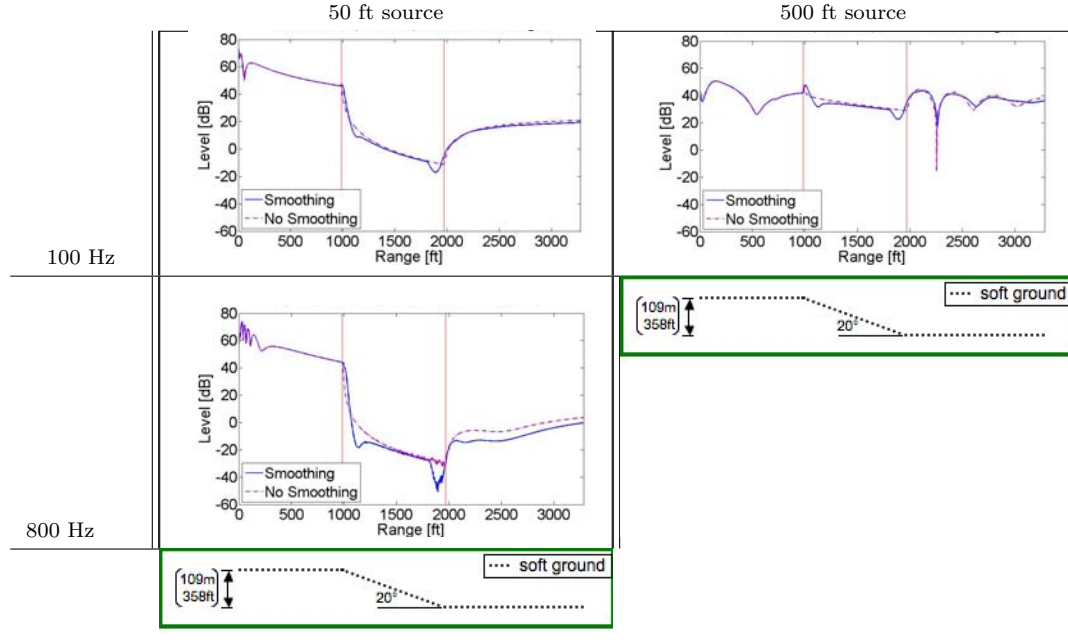 50 ft source
500 ft source
80
60
40
20
0
-20
-40
-60
Level [dB]
Smoothing
No Smoothing
0 500 1000 1500 2000 2500 3000
Range [ft]
80
60
40
20
0
-20
-40
-60
Level [dB]
Smoothing
No Smoothing
0 500 1000 1500 2000 2500 3000
Range [ft]
100 Hz
109m
358ft
20°
soft ground
80
60
40
20
0
-20
-40
-60
Level [dB]
Smoothing
No Smoothing
0 500 1000 1500 2000 2500 3000
Range [ft]
800 Hz
109m
358ft
20°
soft ground